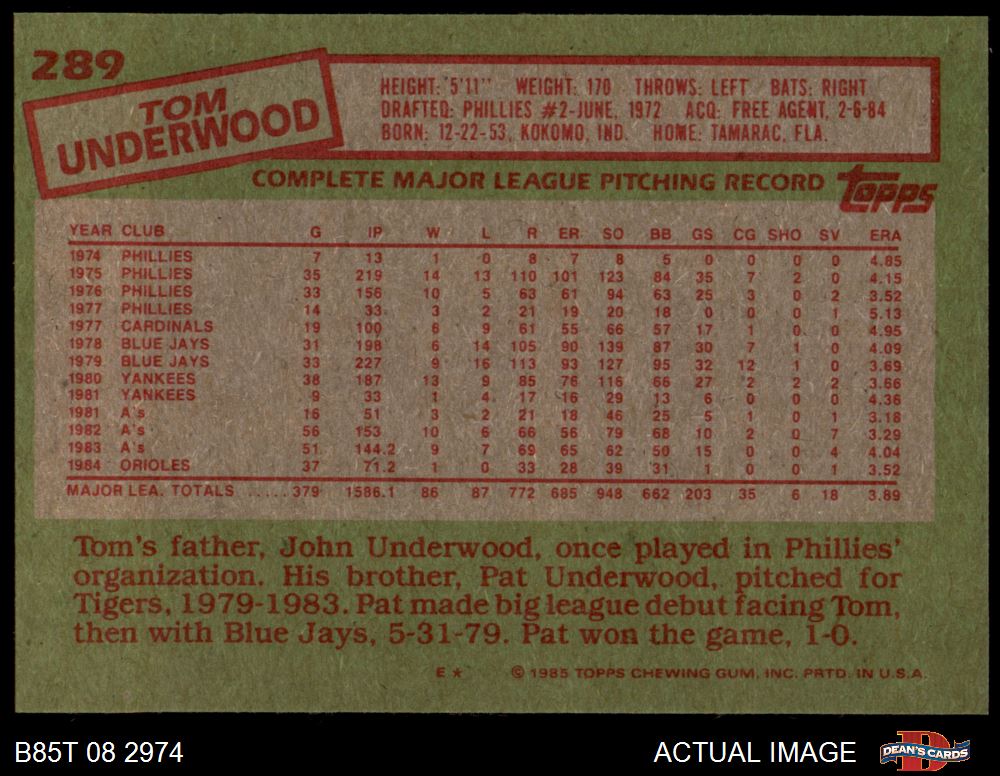 289
TOM
UNDERWOOD
HEIGHT: 5'11" WEIGHT: 170 THROWS: LEFT BATS: RIGHT
DRAFTED: PHILLIES #2-JUNE, 1972 ACQ: FREE AGENT, 2-6-84
BORN: 12-22-53, KOKOMO, IND. HOME: TAMARAC, FLA.
COMPLETE MAJOR LEAGUE PITCHING RECORD topps
YEAR CLUB G IP W L R ER SO BB GS CG SHO SV ERA
1974 PHILLIES 7 13 1 0 8 7 8 5 0 0 0 0 4.85
1975 PHILLIES 35 219 14 13 110 101 123 84 35 7 2 0 4.15
1976 PHILLIES 33 156 10 5 63 61 94 63 25 3 0 2 3.52
1977 PHILLIES 14 33 3 2 21 19 20 18 0 0 0 1 5.13
1977 CARDINALS 19 100 6 9 61 55 66 57 17 1 0 0 4.95
1978 BLUE JAYS 31 198 6 14 105 90 139 87 30 7 1 0 4.09
1979 BLUE JAYS 33 227 9 16 113 93 127 95 32 12 1 0 3.69
1980 YANKEES 38 187 13 9 85 76 116 66 27 2 2 2 3.66
1981 YANKEES 9 33 1 4 17 16 29 13 6 0 0 0 4.36
1981 A's 16 51 3 2 21 18 46 25 5 1 0 1 3.18
1982 A's 56 153 10 6 66 56 79 68 10 2 0 7 3.29
1983 A's 51 144.2 9 7 69 65 62 50 15 0 0 4 4.04
1984 ORIOLES 37 71.2 1 0 33 28 39 31 1 0 0 1 3.52
MAJOR LEA. TOTALS ..... 379 1586.1 86 87 772 685 948 662 203 35 6 18 3.89
Tom's father, John Underwood, once played in Phillies'
organization. His brother, Pat Underwood, pitched for
Tigers, 1979-1983. Pat made big league debut facing Tom,
then with Blue Jays, 5-31-79. Pat won the game, 1-0.
E ★ © 1985 TOPPS CHEWING GUM, INC. PRTD. IN U.S.A.
B85T 08 2974 ACTUAL IMAGE DEAN'S CARDS